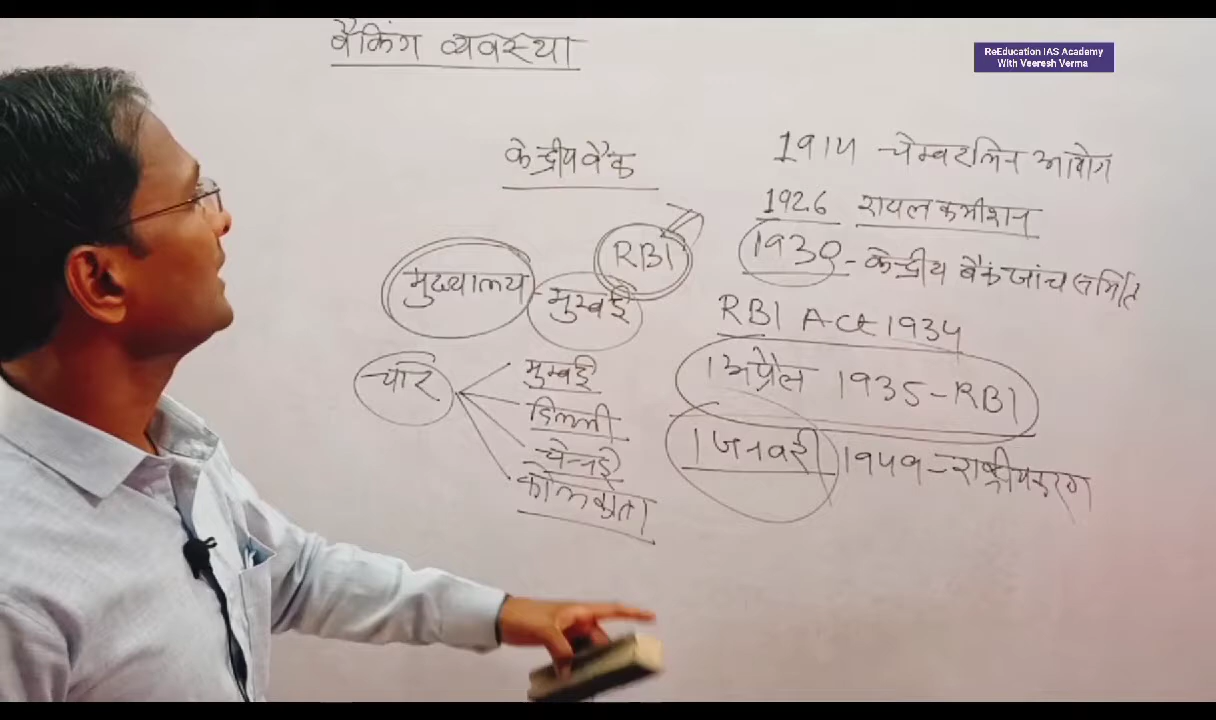 बैंकिंग व्यवस्था
ReEducation IAS Academy
With Veeresh Verma
केन्द्रीय बैंक
RBI
मुख्यालय - मुम्बई
चार
मुम्बई
दिल्ली
चेन्नई
कोलकाता
1914 चेम्बरलिन आयोग
1926 रायल कमीशन
1930 - केन्द्रीय बैंक जांच समिति
RBI Act 1934
1 अप्रैल 1935 - RBI
1 जनवरी 1949 - राष्ट्रीयकरण